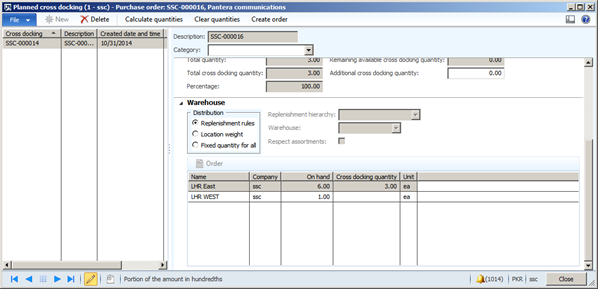 Planned cross docking (1 - ssc) - Purchase order: SSC-000016, Pantera communications
File New Delete Calculate quantities Clear quantities Create order
Cross docking Description Created date and time
SSC-000014 SSC-000... 10/31/2014
Description: SSC-000016
Category:
Total quantity: 3.00 Remaining available cross docking quantity: 0.00
Total cross docking quantity: 3.00 Additional cross docking quantity: 0.00
Percentage: 100.00
Warehouse
Distribution
Replenishment rules
Location weight
Fixed quantity for all
Replenishment hierarchy:
Warehouse:
Respect assortments:
Order
Name Company On hand Cross docking quantity Unit
LHR East ssc 6.00 3.00 ea
LHR WEST ssc 1.00 ea
Portion of the amount in hundredths (1014) PKR ssc Close